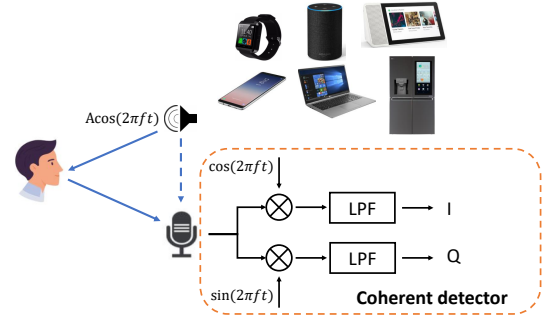 Acos(2πft)
cos(2πft)
LPF
I
LPF
Q
sin(2πft)
Coherent detector